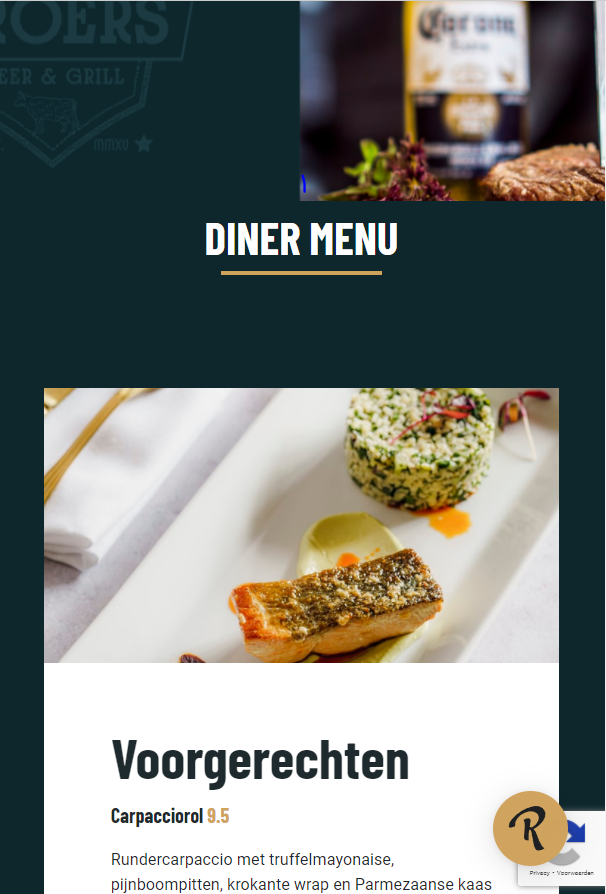 EER & GRILL
MMXV
Corona
Extra
DINER MENU
Voorgerechten
Carpacciorol 9.5
Rundercarpaccio met truffelmayonaise,
pijnboompitten, krokante wrap en Parmezaanse kaas
R
Privacy - Voorwaarden